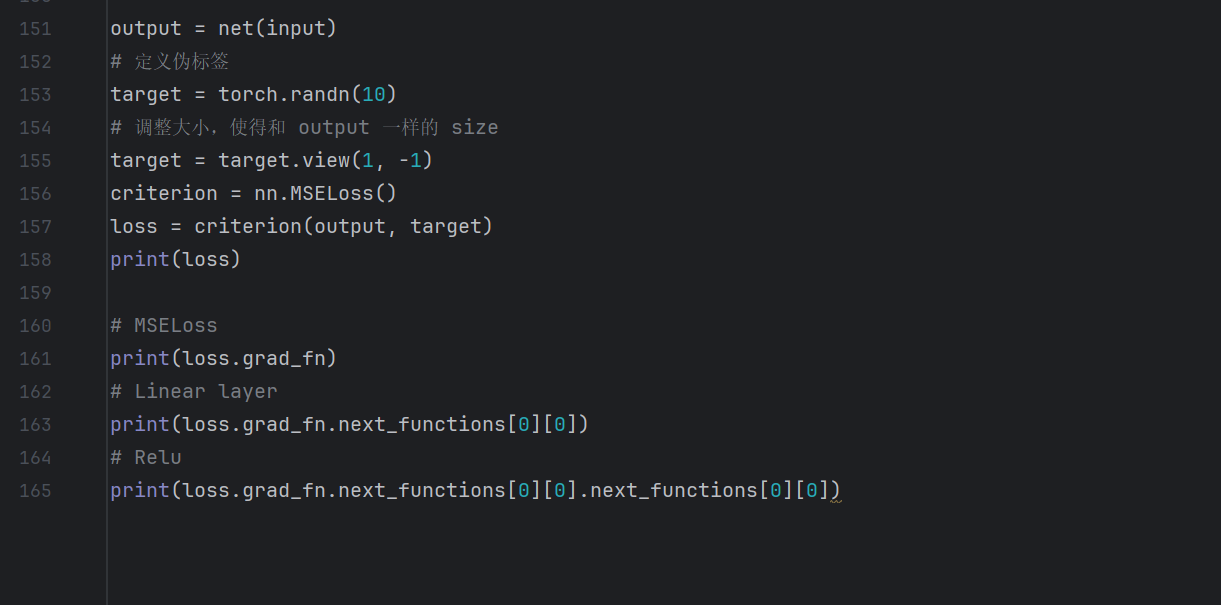 151 output = net(input)
152 # 定义伪标签
153 target = torch.randn(10)
154 # 调整大小，使得和 output 一样的 size
155 target = target.view(1, -1)
156 criterion = nn.MSELoss()
157 loss = criterion(output, target)
158 print(loss)
159
160 # MSELoss
161 print(loss.grad_fn)
162 # Linear layer
163 print(loss.grad_fn.next_functions[0][0])
164 # Relu
165 print(loss.grad_fn.next_functions[0][0].next_functions[0][0])